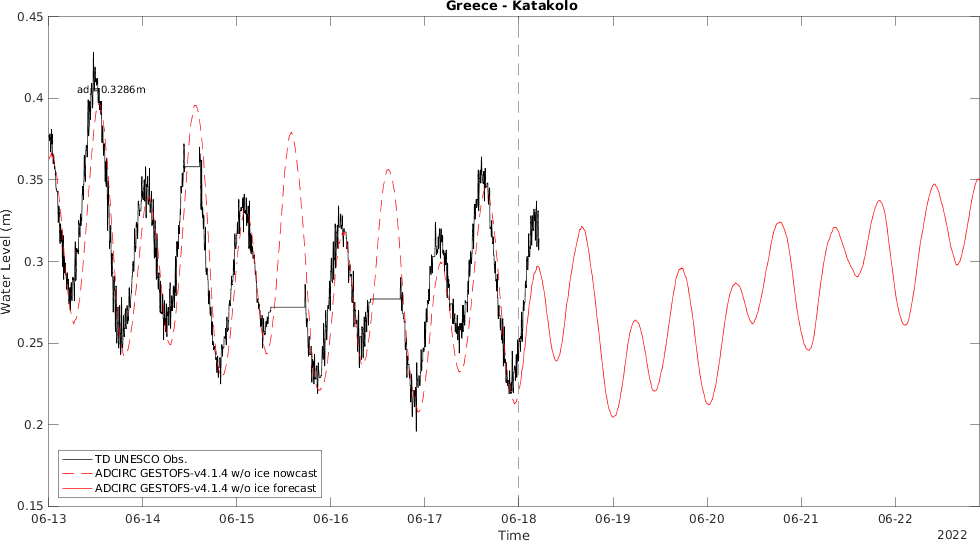 Greece - Katakolo
0.45
0.4
0.35
0.3
0.25
0.2
0.15
Water Level (m)
adj=0.3286m
TD UNESCO Obs.
ADCIRC GESTOFS-v4.1.4 w/o ice nowcast
ADCIRC GESTOFS-v4.1.4 w/o ice forecast
06-13 06-14 06-15 06-16 06-17 06-18 06-19 06-20 06-21 06-22
Time
2022